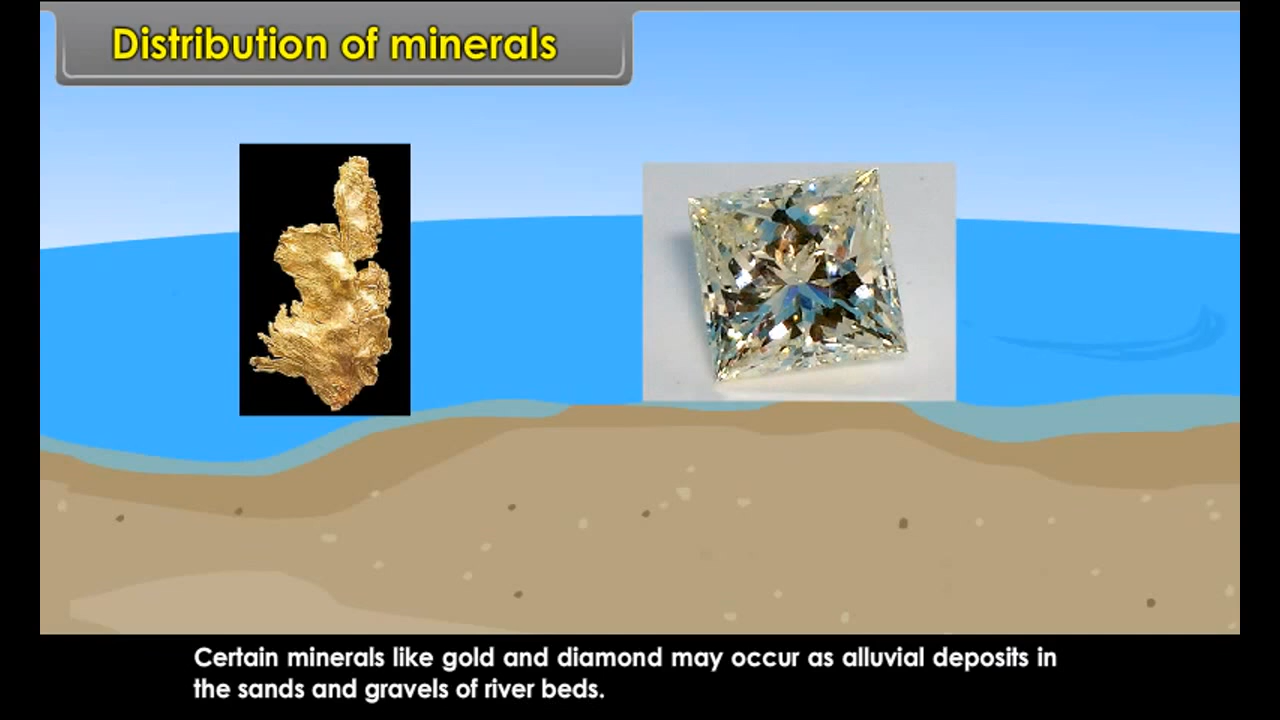 Distribution of minerals
Certain minerals like gold and diamond may occur as alluvial deposits in
the sands and gravels of river beds.